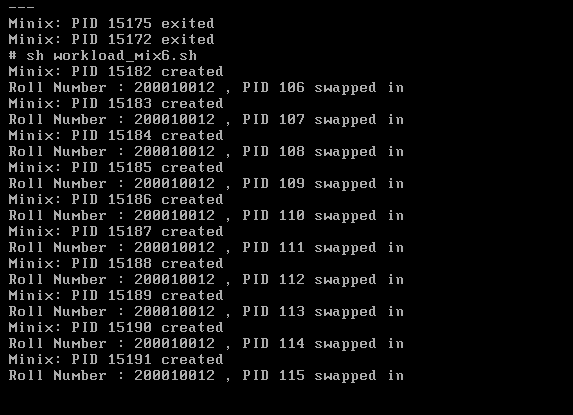 ---
Minix: PID 15175 exited
Minix: PID 15172 exited
# sh workload_mix6.sh
Minix: PID 15182 created
Roll Number : 200010012 , PID 106 swapped in
Minix: PID 15183 created
Roll Number : 200010012 , PID 107 swapped in
Minix: PID 15184 created
Roll Number : 200010012 , PID 108 swapped in
Minix: PID 15185 created
Roll Number : 200010012 , PID 109 swapped in
Minix: PID 15186 created
Roll Number : 200010012 , PID 110 swapped in
Minix: PID 15187 created
Roll Number : 200010012 , PID 111 swapped in
Minix: PID 15188 created
Roll Number : 200010012 , PID 112 swapped in
Minix: PID 15189 created
Roll Number : 200010012 , PID 113 swapped in
Minix: PID 15190 created
Roll Number : 200010012 , PID 114 swapped in
Minix: PID 15191 created
Roll Number : 200010012 , PID 115 swapped in